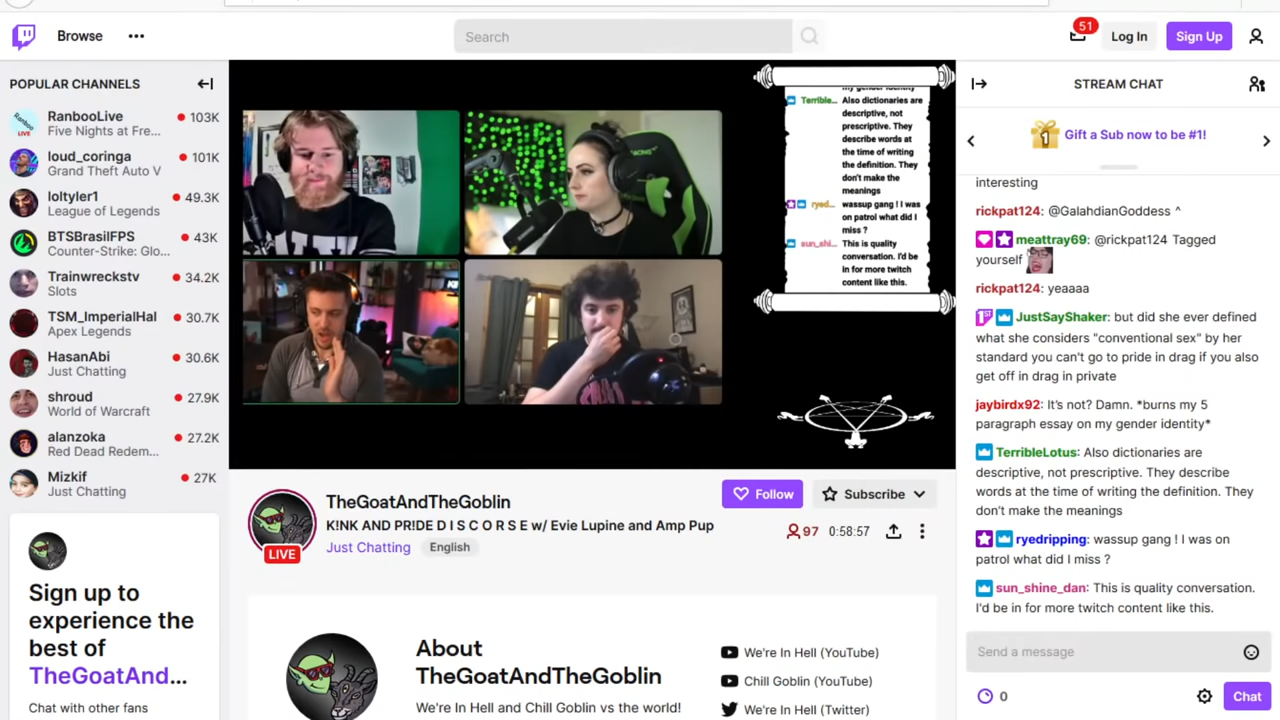 Browse
Search
51
Log In
Sign Up
POPULAR CHANNELS
RanbooLive
103K
Five Nights at Fre...
loud_coringa
101K
Grand Theft Auto V
loltyler1
49.3K
League of Legends
BTSBrasilFPS
43K
Counter-Strike: Glo...
Trainwreckstv
34.2K
Slots
TSM_ImperialHal
30.7K
Apex Legends
HasanAbi
30.6K
Just Chatting
shroud
27.9K
World of Warcraft
alanzoka
27.2K
Red Dead Redem...
Mizkif
27K
Just Chatting
Sign up to
experience the
best of
TheGoatAnd...
Chat with other fans
my gender identity
Terrible... Also dictionaries are
descriptive, not
prescriptive. They
describe words at
the time of writing
the definition. They
don't make the
meanings
ryed... wassup gang ! I was
on patrol what did I
miss ?
sun_shi... This is quality
conversation. I'd be
in for more twitch
content like this.
LIVE
TheGoatAndTheGoblin
K!NK AND PR!DE D I S C O R S E w/ Evie Lupine and Amp Pup
Just Chatting
English
Follow
Subscribe
97
0:58:57
About
TheGoatAndTheGoblin
We're In Hell and Chill Goblin vs the world!
We're In Hell (YouTube)
Chill Goblin (YouTube)
We're In Hell (Twitter)
STREAM CHAT
1
Gift a Sub now to be #1!
interesting
rickpat124: @GalahdianGoddess ^
meattray69: @rickpat124 Tagged
yourself
rickpat124: yeaaaa
1ST JustSayShaker: but did she ever defined
what she considers "conventional sex" by her
standard you can't go to pride in drag if you also
get off in drag in private
jaybirdx92: It's not? Damn. *burns my 5
paragraph essay on my gender identity*
TerribleLotus: Also dictionaries are
descriptive, not prescriptive. They describe
words at the time of writing the definition. They
don't make the meanings
ryedripping: wassup gang ! I was on
patrol what did I miss ?
sun_shine_dan: This is quality conversation.
I'd be in for more twitch content like this.
Send a message
0
Chat